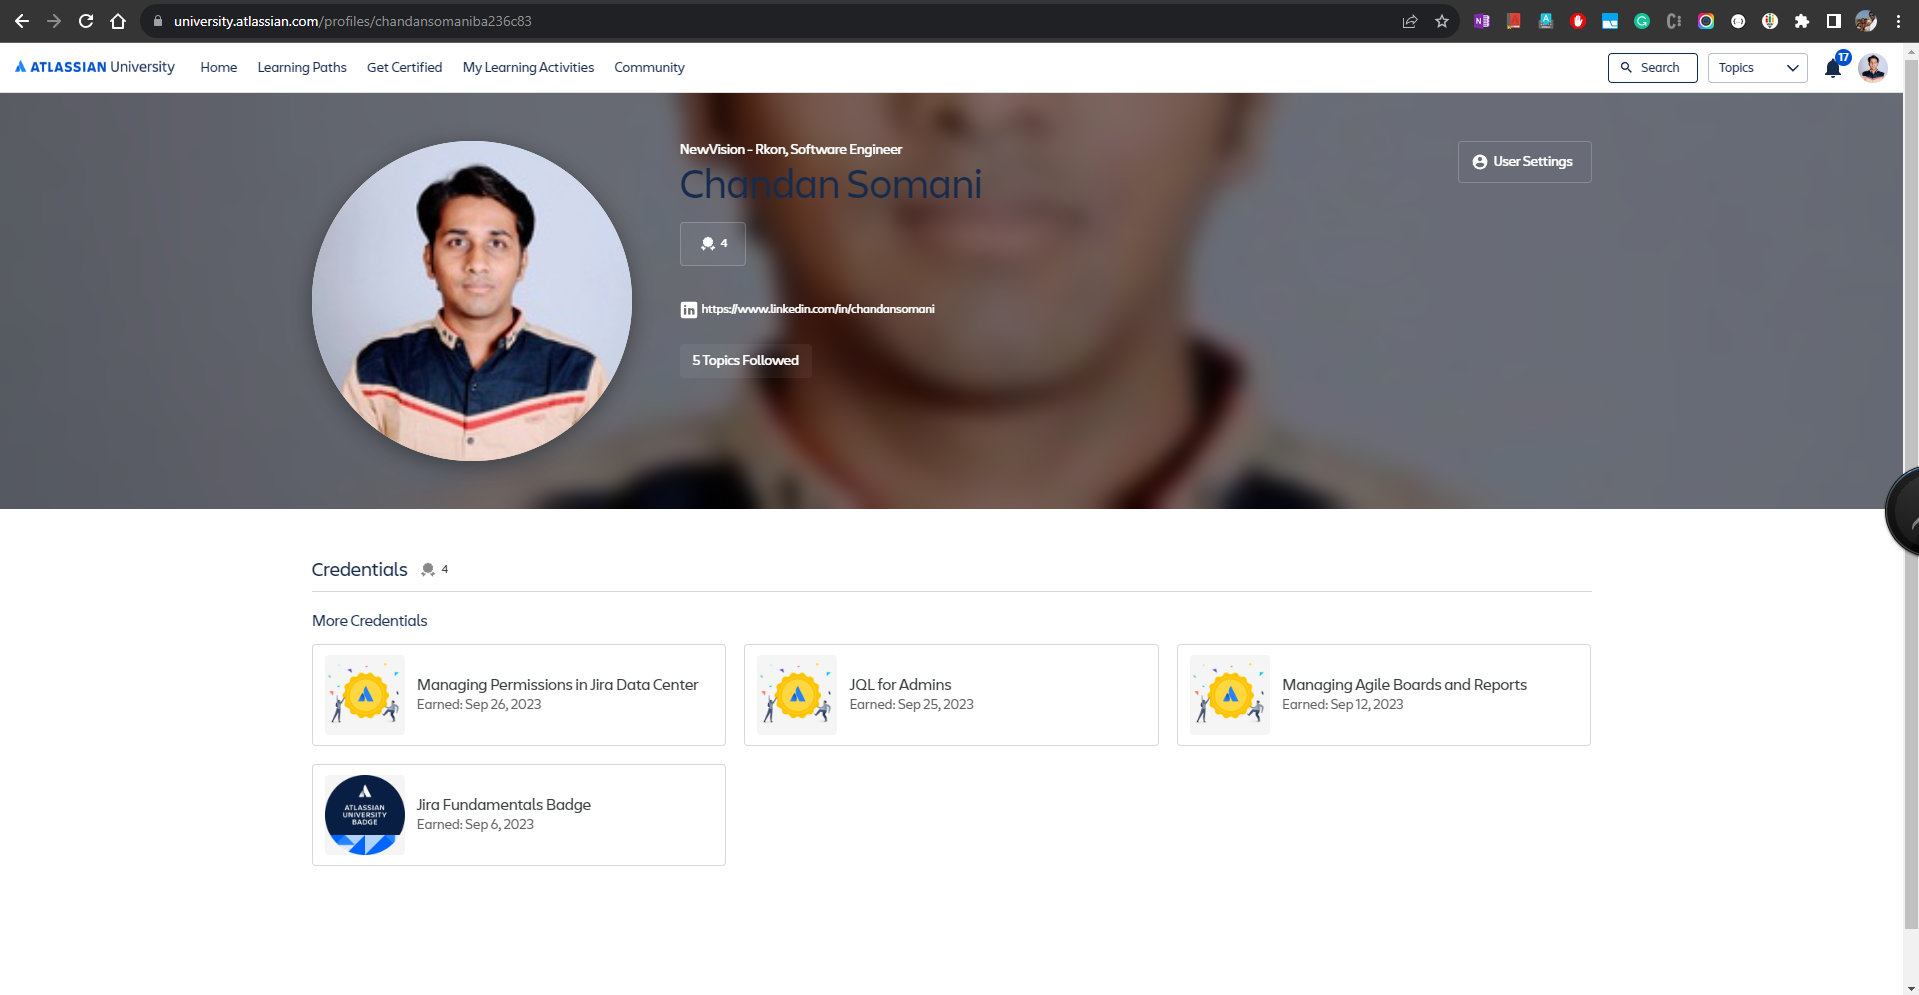 university.atlassian.com/profiles/chandansomaniba236c83
ATLASSIAN University
Home
Learning Paths
Get Certified
My Learning Activities
Community
Search
Topics
17
NewVision - Rkon, Software Engineer
Chandan Somani
User Settings
4
in https://www.linkedin.com/in/chandansomani
5 Topics Followed
Credentials 4
More Credentials
Managing Permissions in Jira Data Center
Earned: Sep 26, 2023
JQL for Admins
Earned: Sep 25, 2023
Managing Agile Boards and Reports
Earned: Sep 12, 2023
ATLASSIAN
UNIVERSITY
BADGE
Jira Fundamentals Badge
Earned: Sep 6, 2023